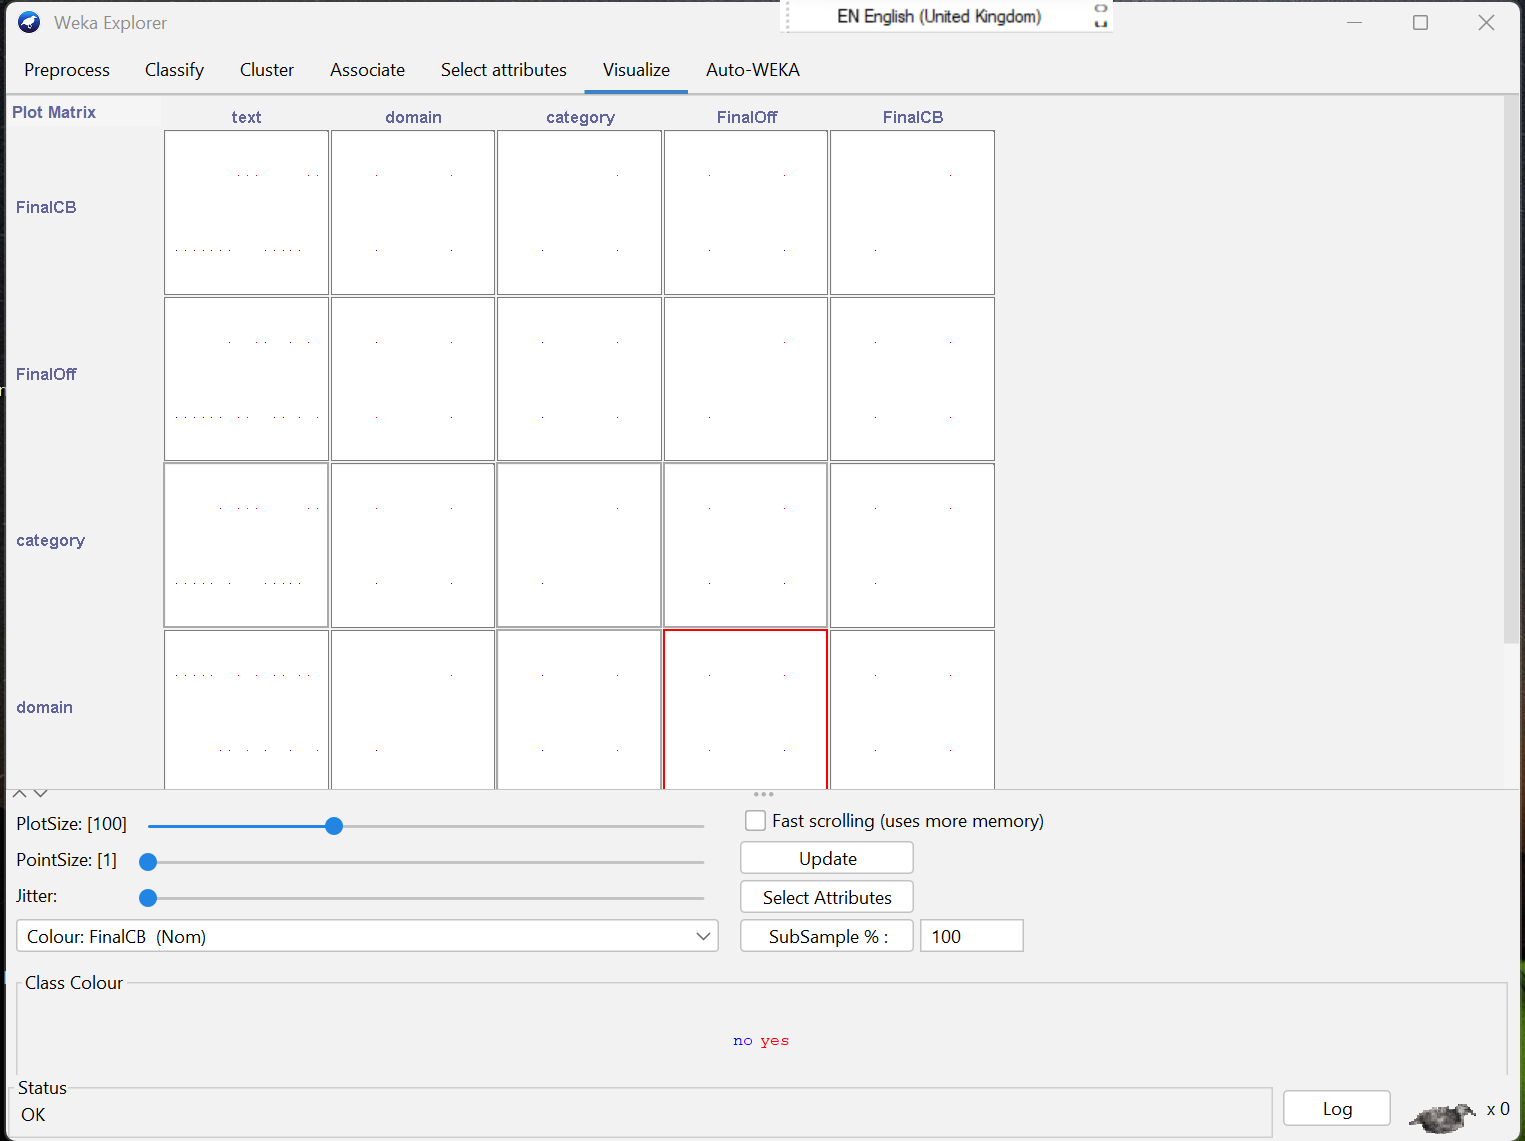 Weka Explorer
EN English (United Kingdom)
Preprocess Classify Cluster Associate Select attributes Visualize Auto-WEKA
Plot Matrix
text domain category FinalOff FinalCB
FinalCB
FinalOff
category
domain
PlotSize: [100]
Fast scrolling (uses more memory)
PointSize: [1]
Update
Jitter:
Select Attributes
Colour: FinalCB (Nom)
SubSample % :
100
Class Colour
no yes
Status
OK
Log
x 0